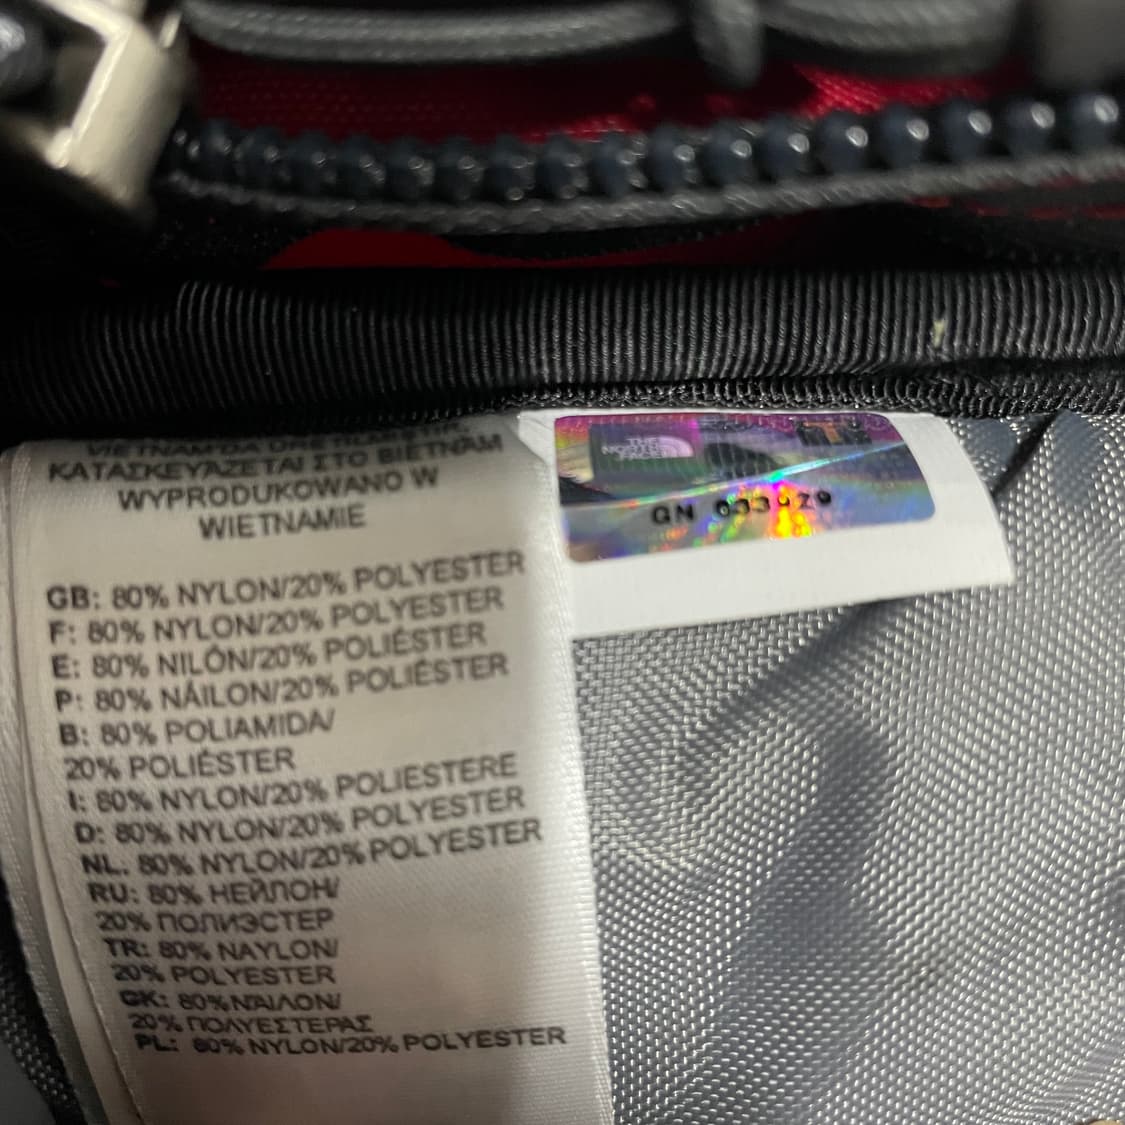 ΚΑΤΑΣΚΕΥΑΖΕΤΑΙ ΣΤΟ ΒΙΕΤΝΑΜ
WYPRODUKOWANO W
WIETNAMIE
GB: 80% NYLON/20% POLYESTER
F: 80% NYLON/20% POLYESTER
E: 80% NILÓN/20% POLIÉSTER
P: 80% NÁILON/20% POLIÉSTER
B: 80% POLIAMIDA/
20% POLIÉSTER
I: 80% NYLON/20% POLIESTERE
D: 80% NYLON/20% POLYESTER
NL: 80% NYLON/20% POLYESTER
RU: 80% НЕЙЛОН/
20% ПОЛИЭСТЕР
TR: 80% NAYLON/
20% POLYESTER
GK: 80% ΝΑΙΛΟΝ/
20% ΠΟΛΥΕΣΤΕΡΑΣ
PL: 80% NYLON/20% POLYESTER
THE
NORTH
FACE
GN 033429